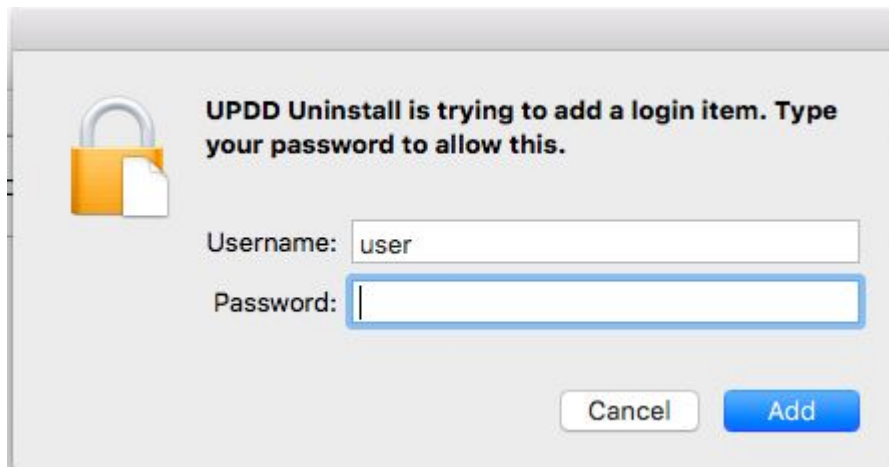 UPDD Uninstall is trying to add a login item. Type
your password to allow this.
Username: user
Password:
Cancel Add